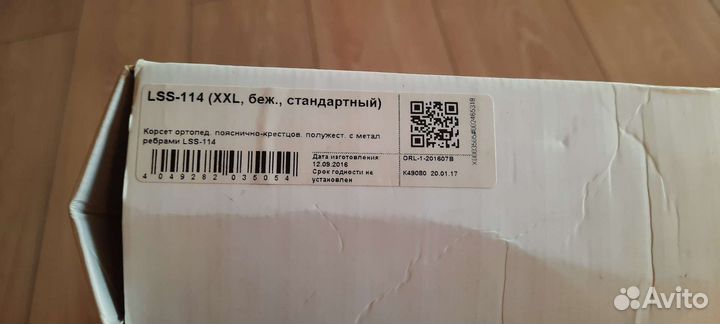 LSS-114 (XXL, беж., стандартный)
Корсет ортопед. пояснично-крестцов. полужест. с метал
ребрами LSS-114
4 049282 035054
Дата изготовления:
12.09.2016
Срок годности не
установлен
ORL-1-201607B
K49080 20.01.17
Avito